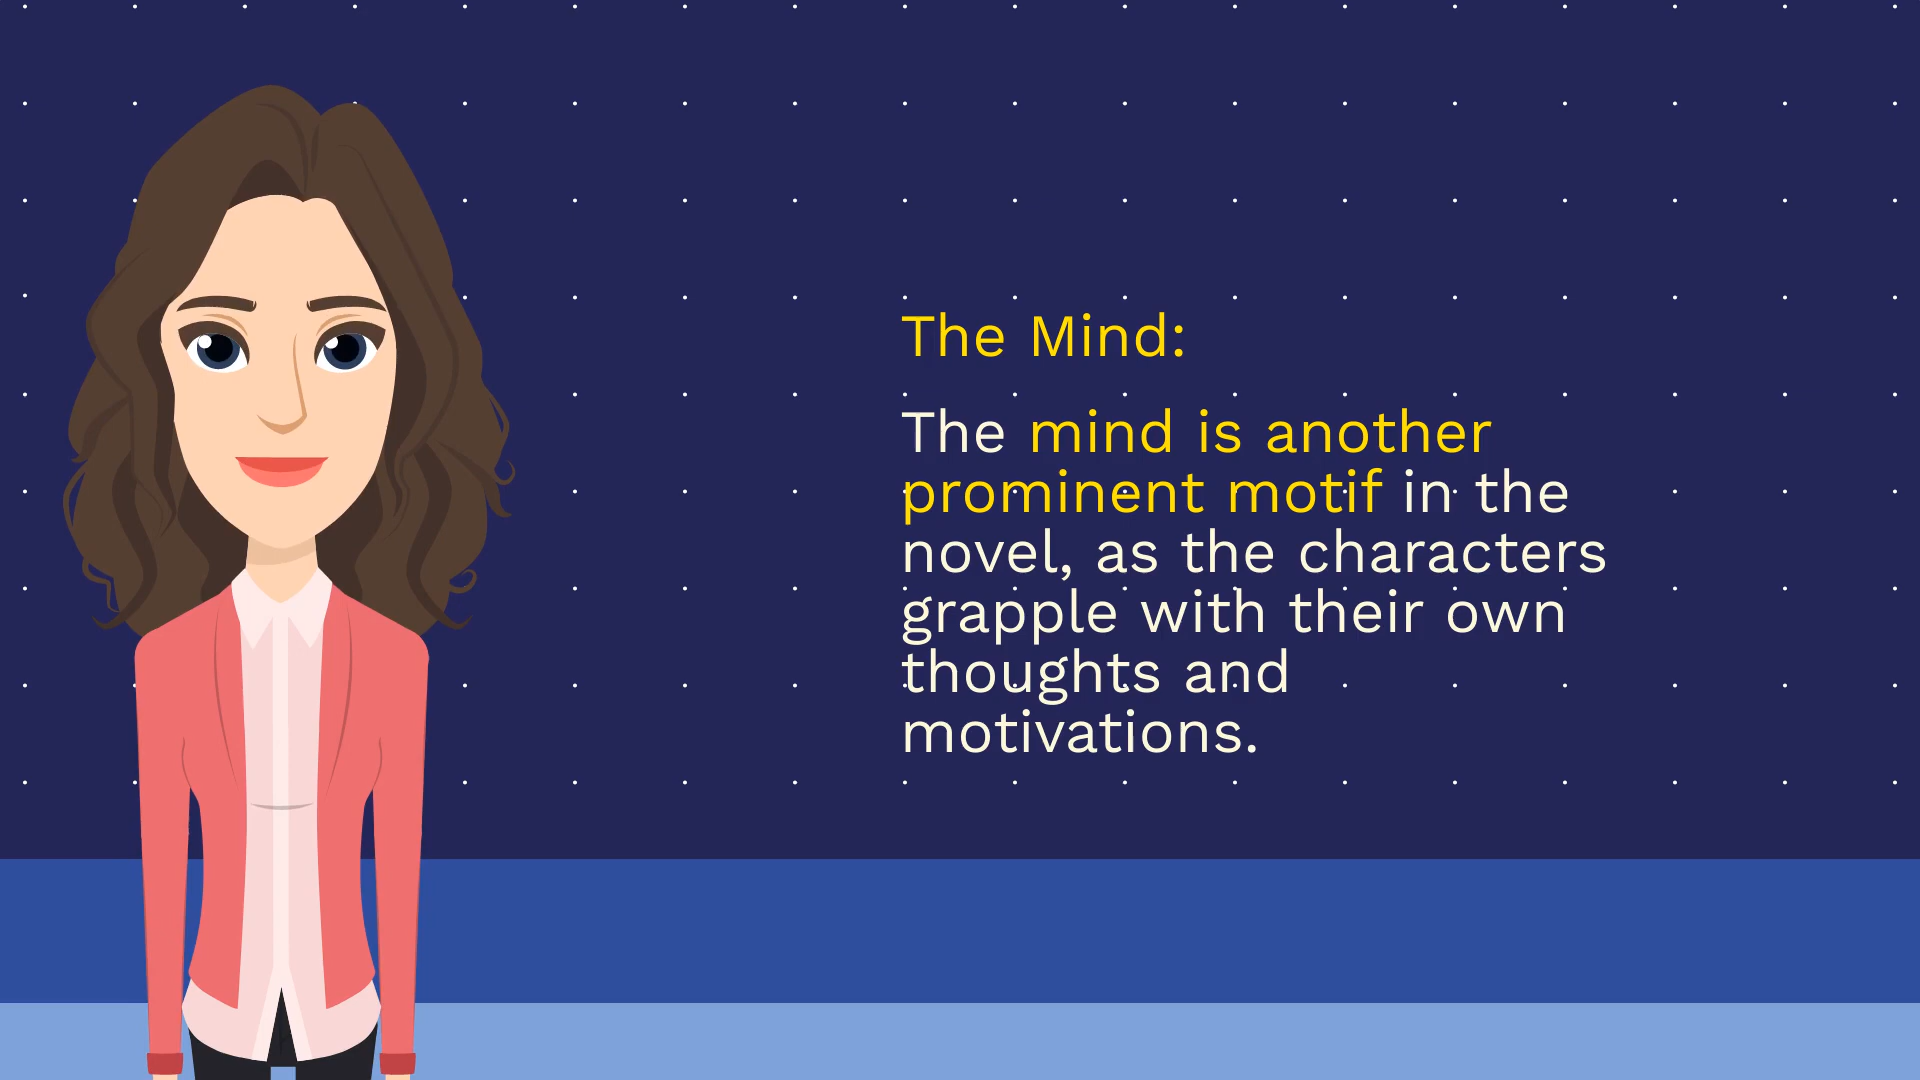 The Mind:
The mind is another
prominent motif in the
novel, as the characters
grapple with their own
thoughts and
motivations.